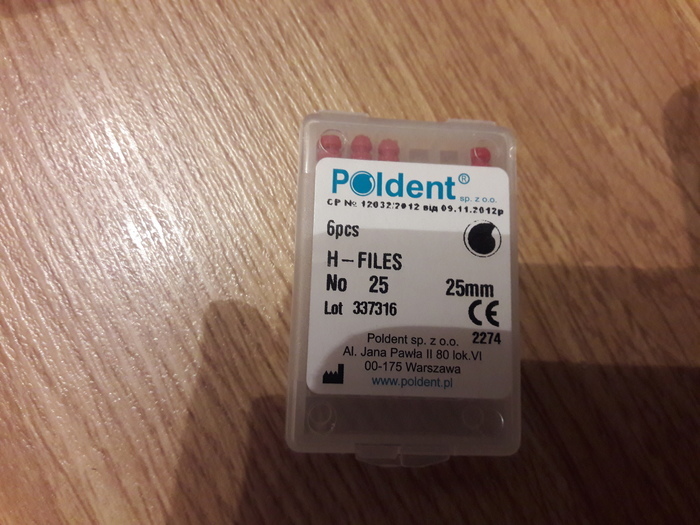 Poldent® sp. z o.o.
СР № 12032/2012 від 09.11.2012р
6pcs
H-FILES
No 25 25mm
Lot 337316 CE
2274
Poldent sp. z o.o.
Al. Jana Pawła II 80 lok.VI
00-175 Warszawa
www.poldent.pl